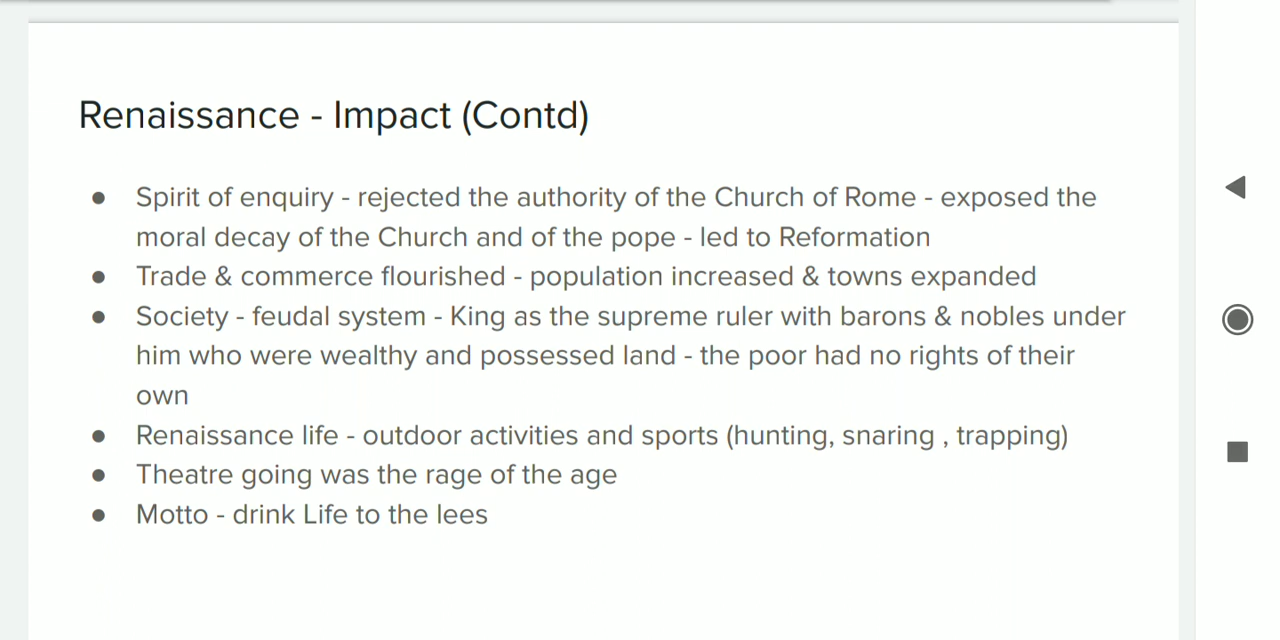 Renaissance - Impact (Contd)
● Spirit of enquiry - rejected the authority of the Church of Rome - exposed the
moral decay of the Church and of the pope - led to Reformation
● Trade & commerce flourished - population increased & towns expanded
● Society - feudal system - King as the supreme ruler with barons & nobles under
him who were wealthy and possessed land - the poor had no rights of their
own
● Renaissance life - outdoor activities and sports (hunting, snaring , trapping)
● Theatre going was the rage of the age
● Motto - drink Life to the lees